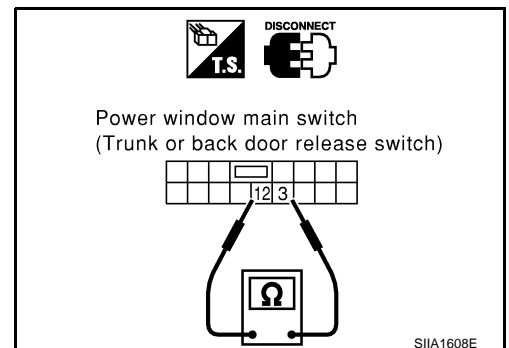 DISCONNECT
T.S.
Power window main switch
(Trunk or back door release switch)
12 3
Ω
SIIA1608E